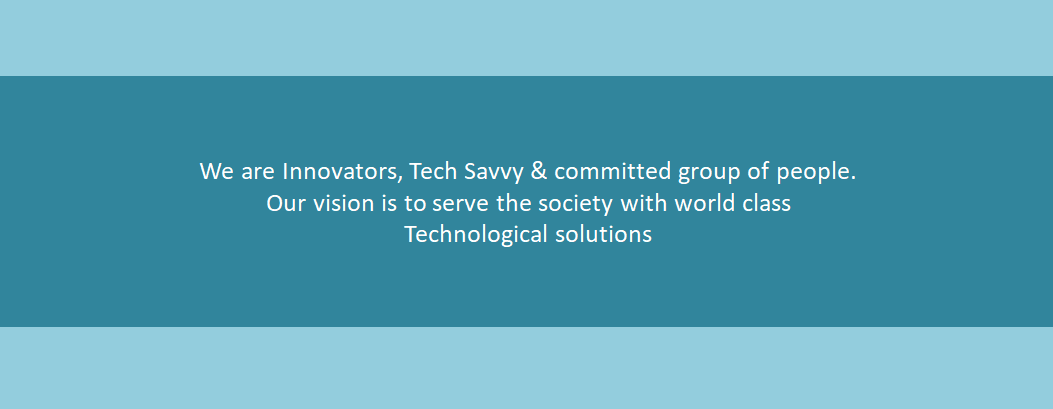 We are Innovators, Tech Savvy & committed group of people.
Our vision is to serve the society with world class
Technological solutions